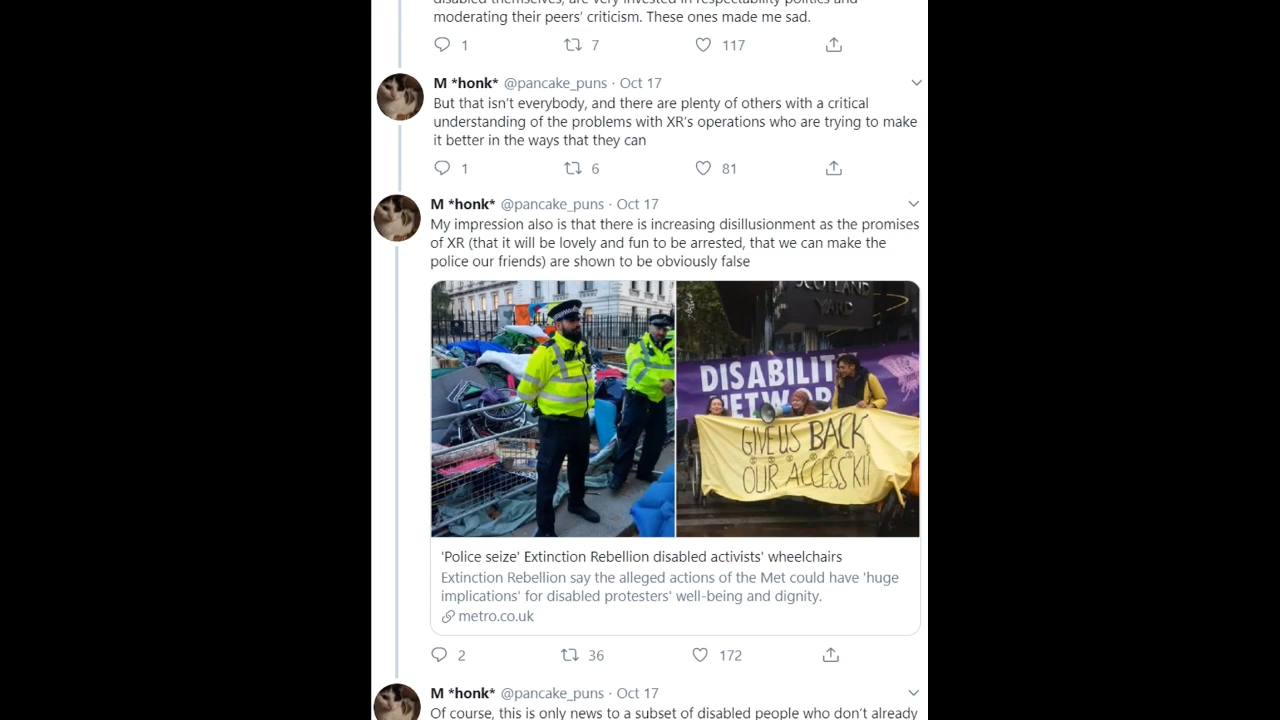 disabled themselves, are very invested in respectability politics and
moderating their peers' criticism. These ones made me sad.
1 7 117
M *honk* @pancake_puns · Oct 17
But that isn't everybody, and there are plenty of others with a critical
understanding of the problems with XR's operations who are trying to make
it better in the ways that they can
1 6 81
M *honk* @pancake_puns · Oct 17
My impression also is that there is increasing disillusionment as the promises
of XR (that it will be lovely and fun to be arrested, that we can make the
police our friends) are shown to be obviously false
SCOTLAND
YARD
DISABILITY
NETWOR
GIVE US BACK
OUR ACCESS KIT
'Police seize' Extinction Rebellion disabled activists' wheelchairs
Extinction Rebellion say the alleged actions of the Met could have 'huge
implications' for disabled protesters' well-being and dignity.
metro.co.uk
2 36 172
M *honk* @pancake_puns · Oct 17
Of course, this is only news to a subset of disabled people who don't already